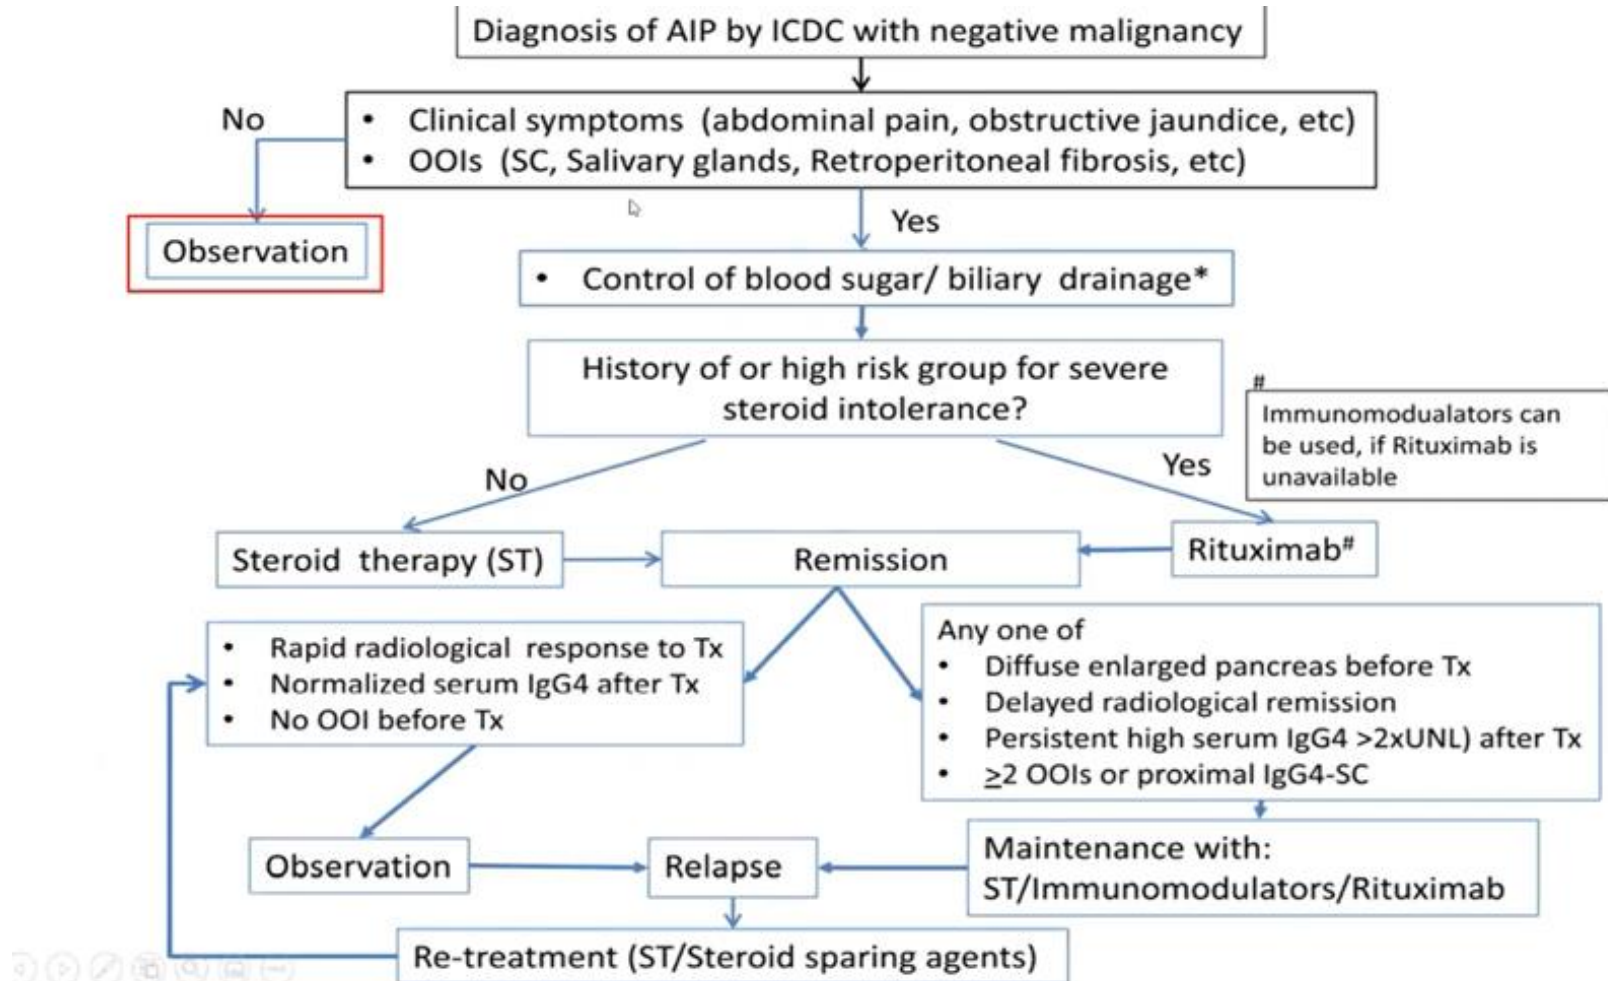 Diagnosis of AIP by ICDC with negative malignancy
No
• Clinical symptoms (abdominal pain, obstructive jaundice, etc)
• OOIs (SC, Salivary glands, Retroperitoneal fibrosis, etc)
Observation
Yes
• Control of blood sugar/ biliary drainage*
History of or high risk group for severe
steroid intolerance?
#
Immunomodualators can
be used, if Rituximab is
unavailable
No
Yes
Steroid therapy (ST)
Remission
Rituximab#
• Rapid radiological response to Tx
• Normalized serum IgG4 after Tx
• No OOI before Tx
Any one of
• Diffuse enlarged pancreas before Tx
• Delayed radiological remission
• Persistent high serum IgG4 >2xUNL) after Tx
• ≥2 OOIs or proximal IgG4-SC
Observation
Relapse
Maintenance with:
ST/Immunomodulators/Rituximab
Re-treatment (ST/Steroid sparing agents)